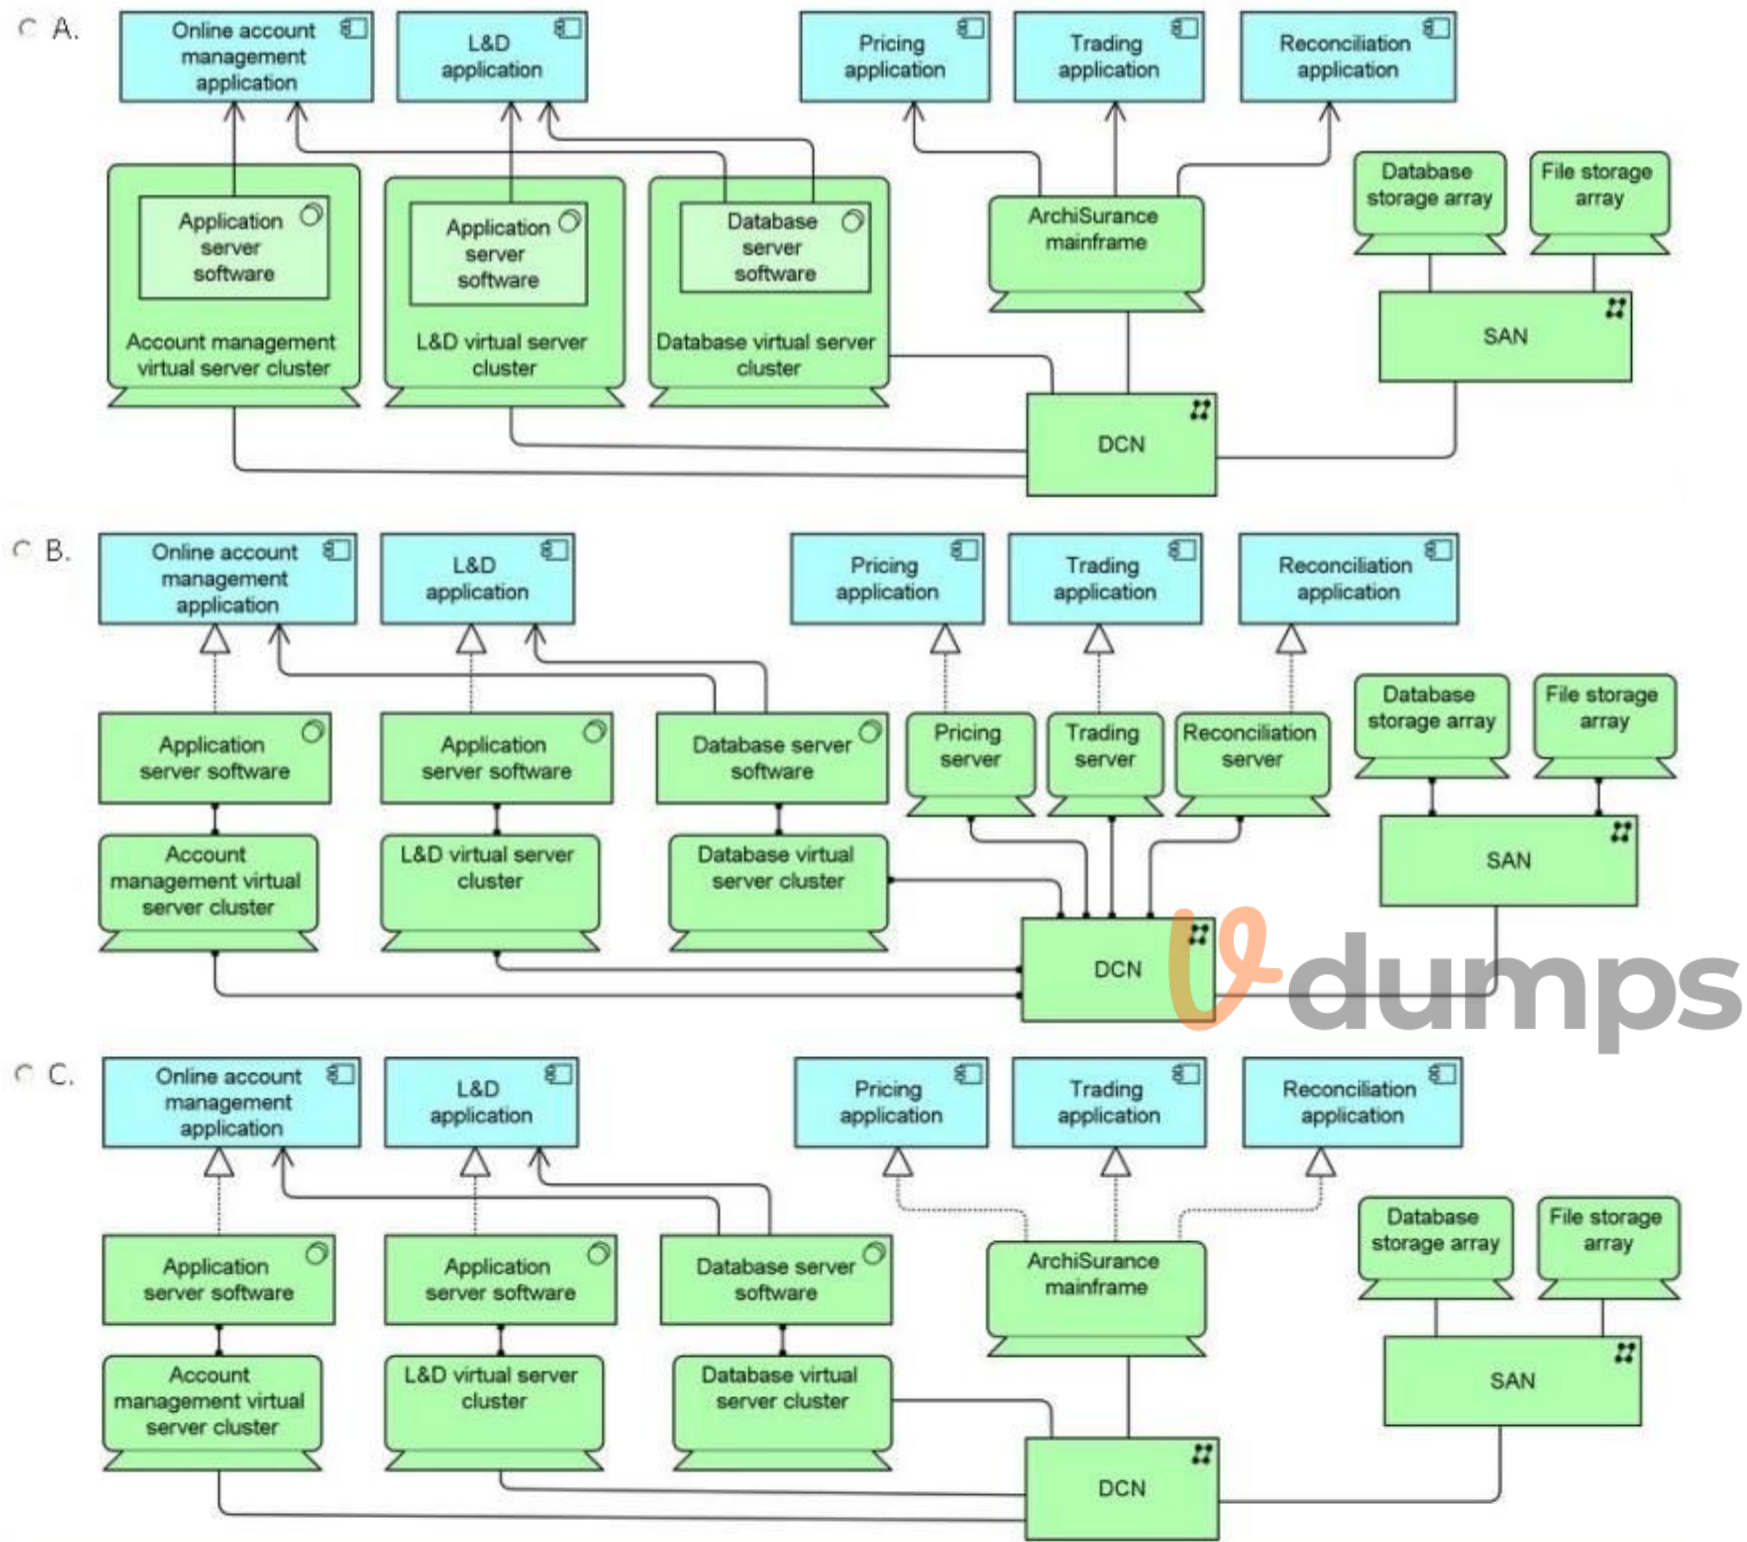 A.
Online account
management
application
L&D
application
Pricing
application
Trading
application
Reconciliation
application
Application
server
software
Account management
virtual server cluster
Application
server
software
L&D virtual server
cluster
Database
server
software
Database virtual server
cluster
ArchiSurance
mainframe
Database
storage array
File storage
array
SAN
DCN
B.
Online account
management
application
L&D
application
Pricing
application
Trading
application
Reconciliation
application
Application
server software
Application
server software
Database server
software
Pricing
server
Trading
server
Reconciliation
server
Database
storage array
File storage
array
Account
management virtual
server cluster
L&D virtual server
cluster
Database virtual
server cluster
SAN
DCN
Vdumps
C.
Online account
management
application
L&D
application
Pricing
application
Trading
application
Reconciliation
application
Application
server software
Application
server software
Database server
software
ArchiSurance
mainframe
Database
storage array
File storage
array
Account
management virtual
server cluster
L&D virtual server
cluster
Database virtual
server cluster
SAN
DCN